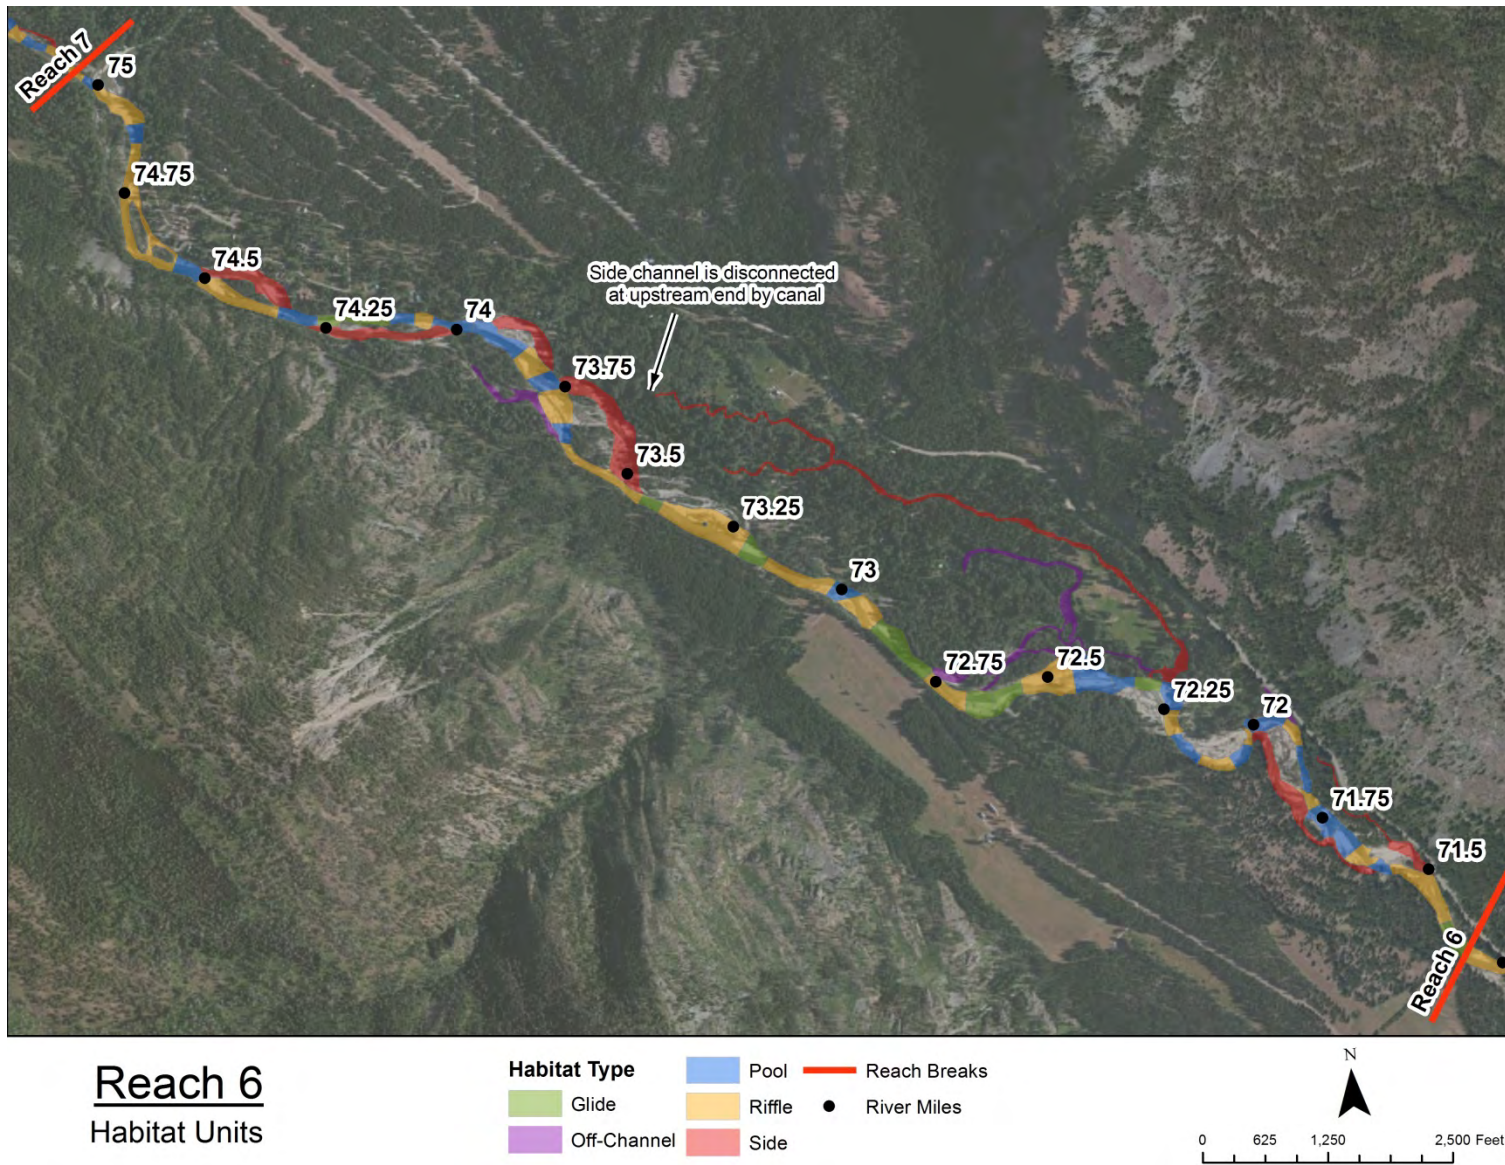 Reach 7
75
74.75
74.5
74.25
74
Side channel is disconnected
at upstream end by canal
73.75
73.5
73.25
73
72.75
72.5
72.25
72
71.75
71.5
Reach 6
Reach 6
Habitat Units
Habitat Type
Glide
Off-Channel
Pool
Riffle
Side
Reach Breaks
River Miles
N
0 625 1,250 2,500 Feet